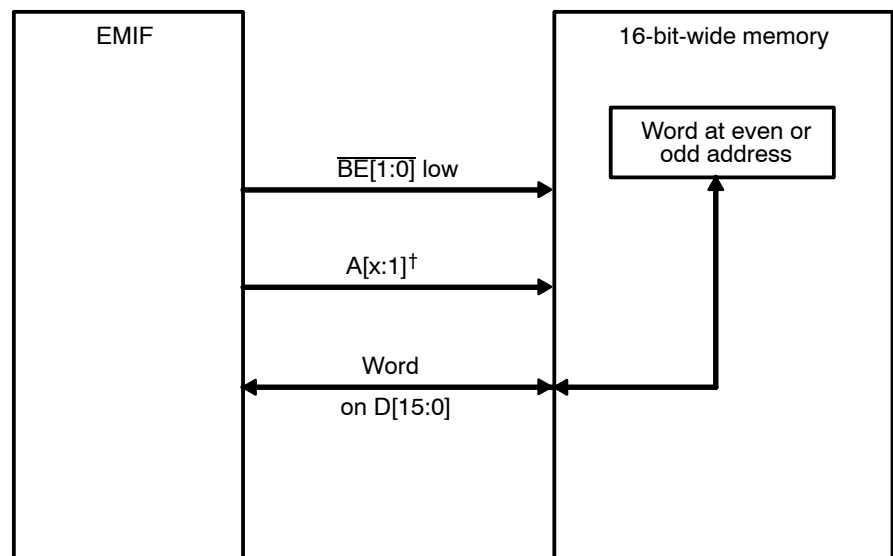 EMIF
16-bit-wide memory
Word at even or
odd address
B̅E̅[̅1̅:̅0̅]̅ low
A[x:1]†
Word
on D[15:0]